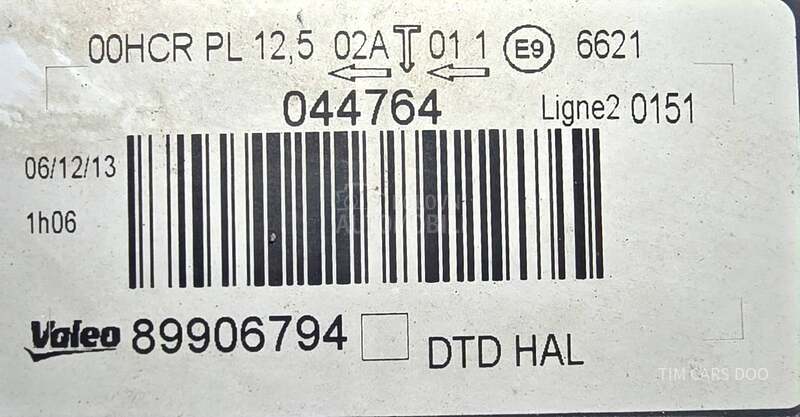 00HCR PL 12,5 02A 01 1 E9 6621
044764 Ligne2 0151
06/12/13
1h06
Valeo 89906794 DTD HAL
TIM CARS DOO